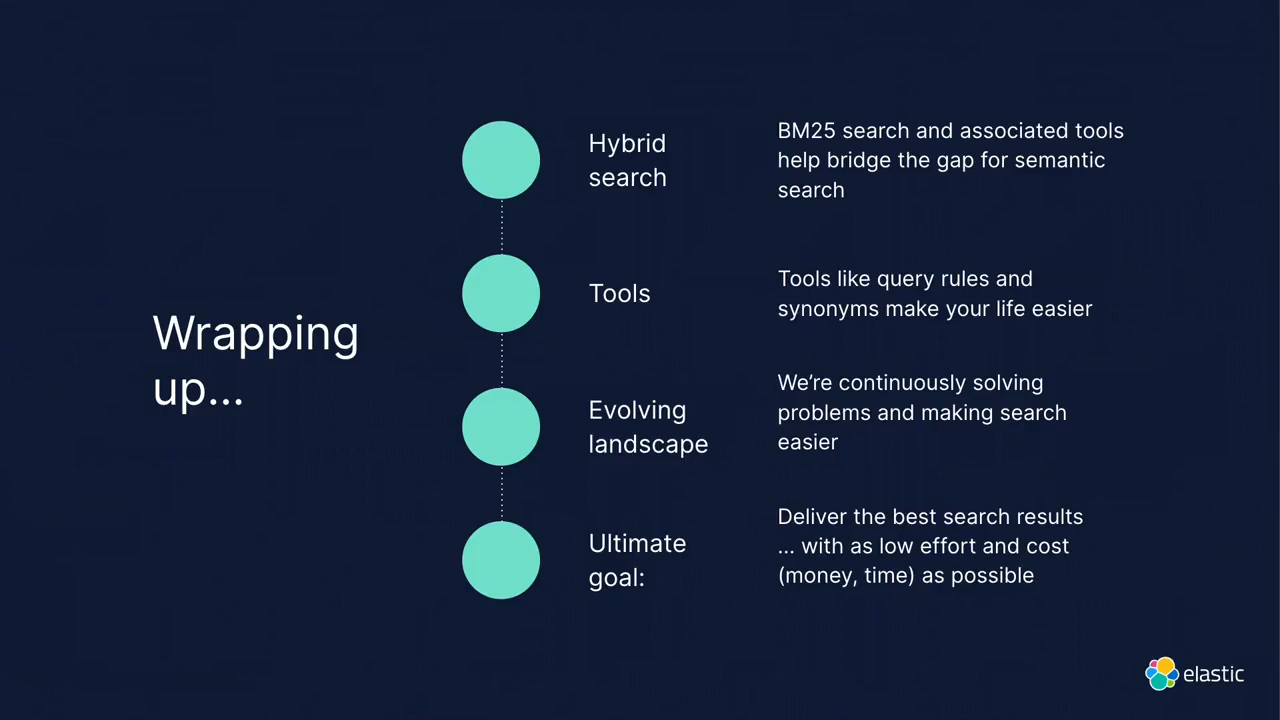 Wrapping
up...
Hybrid
search
BM25 search and associated tools
help bridge the gap for semantic
search
Tools
Tools like query rules and
synonyms make your life easier
Evolving
landscape
We’re continuously solving
problems and making search
easier
Ultimate
goal:
Deliver the best search results
... with as low effort and cost
(money, time) as possible
elastic